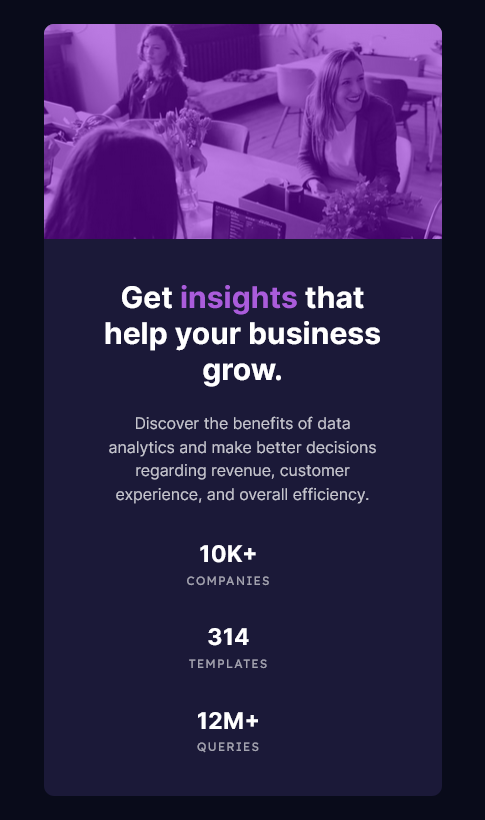 Get insights that
help your business
grow.
Discover the benefits of data
analytics and make better decisions
regarding revenue, customer
experience, and overall efficiency.
10K+
COMPANIES
314
TEMPLATES
12M+
QUERIES